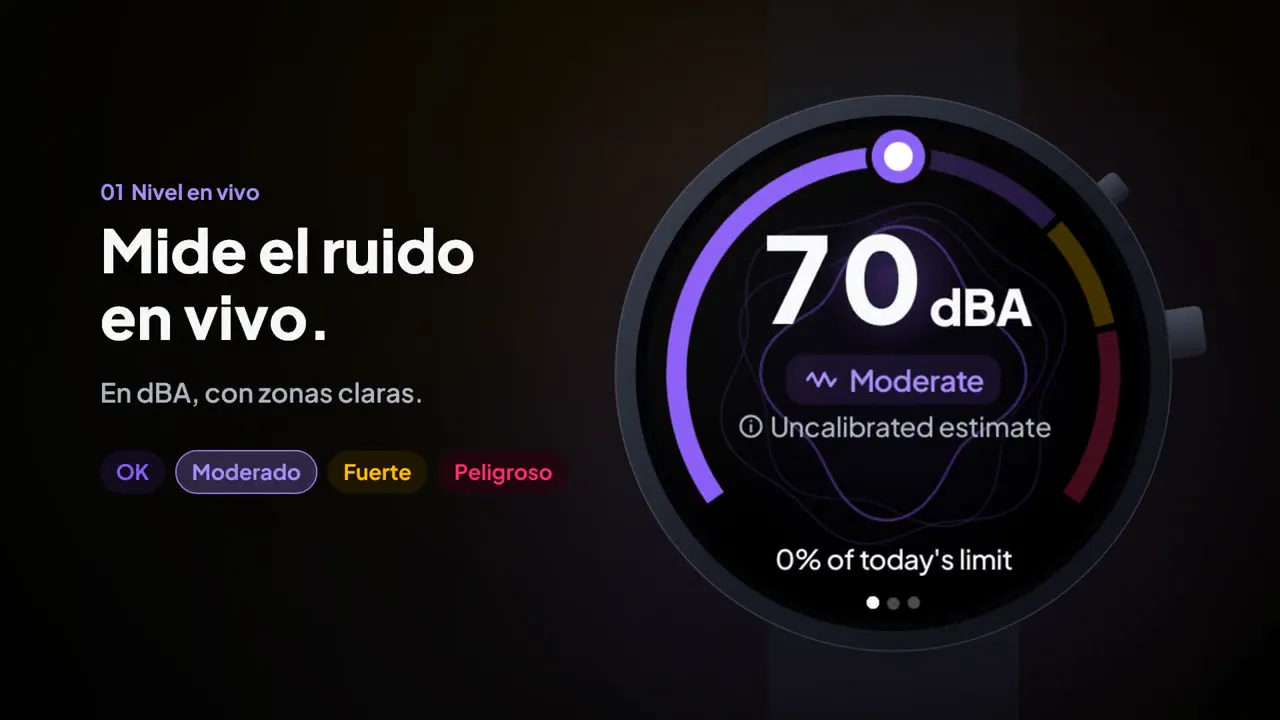 01 Nivel en vivo
Mide el ruido
en vivo.
En dBA, con zonas claras.
OK Moderado Fuerte Peligroso
70 dBA
Moderate
Uncalibrated estimate
0% of today's limit